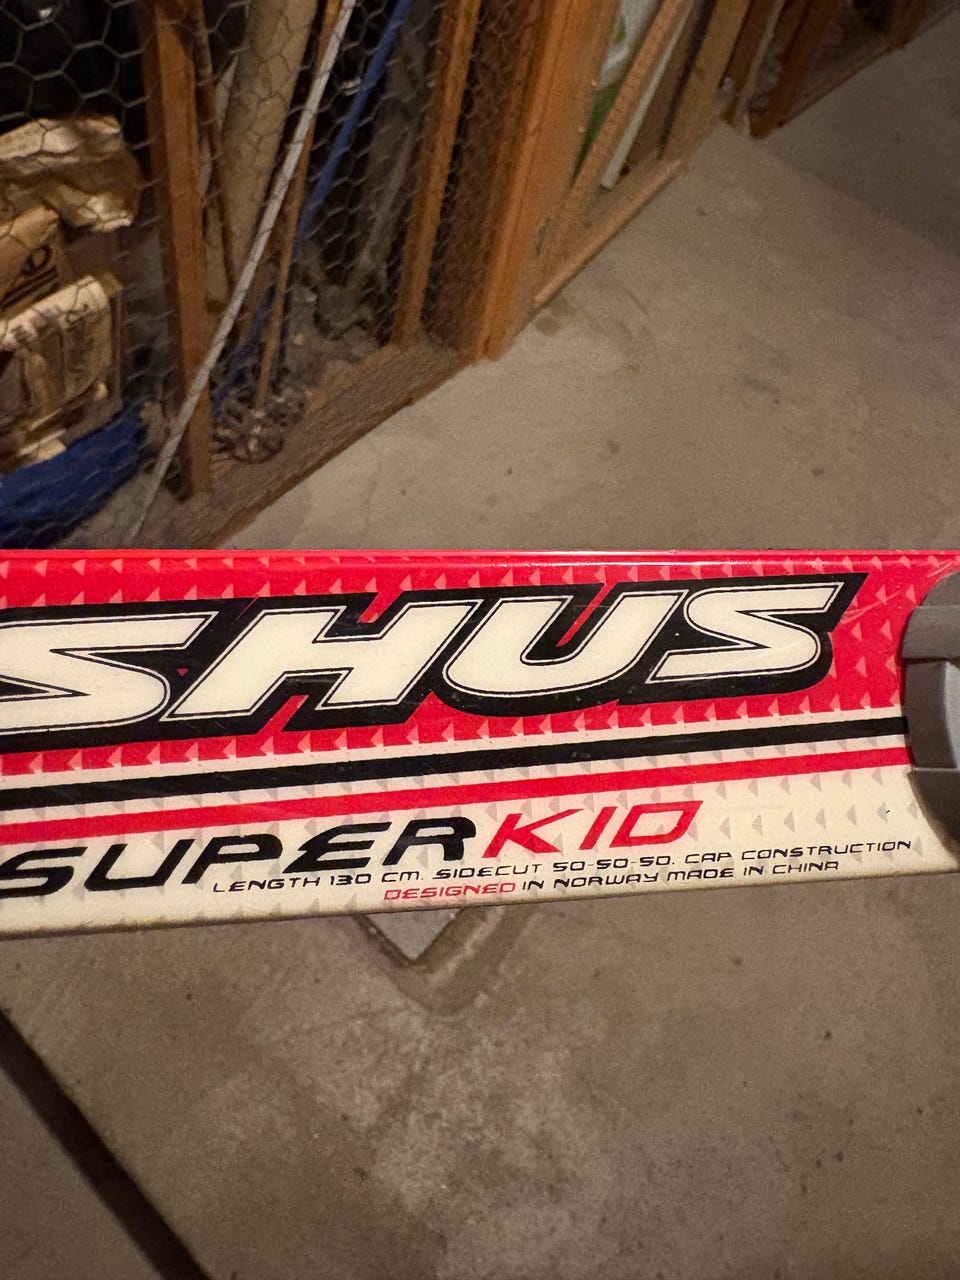 SHUS
SUPERKID
LENGTH 130 CM. SIDECUT 50-50-50. CAP CONSTRUCTION
DESIGNED IN NORWAY MADE IN CHINA